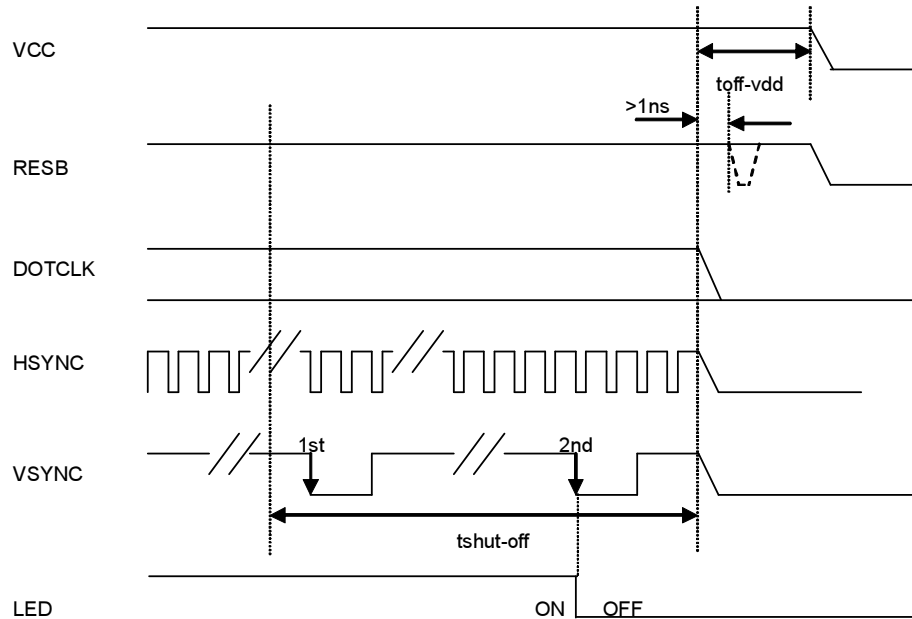 VCC
toff-vdd
>1ns
RESB
DOTCLK
HSYNC
1st
2nd
VSYNC
tshut-off
LED
ON
OFF